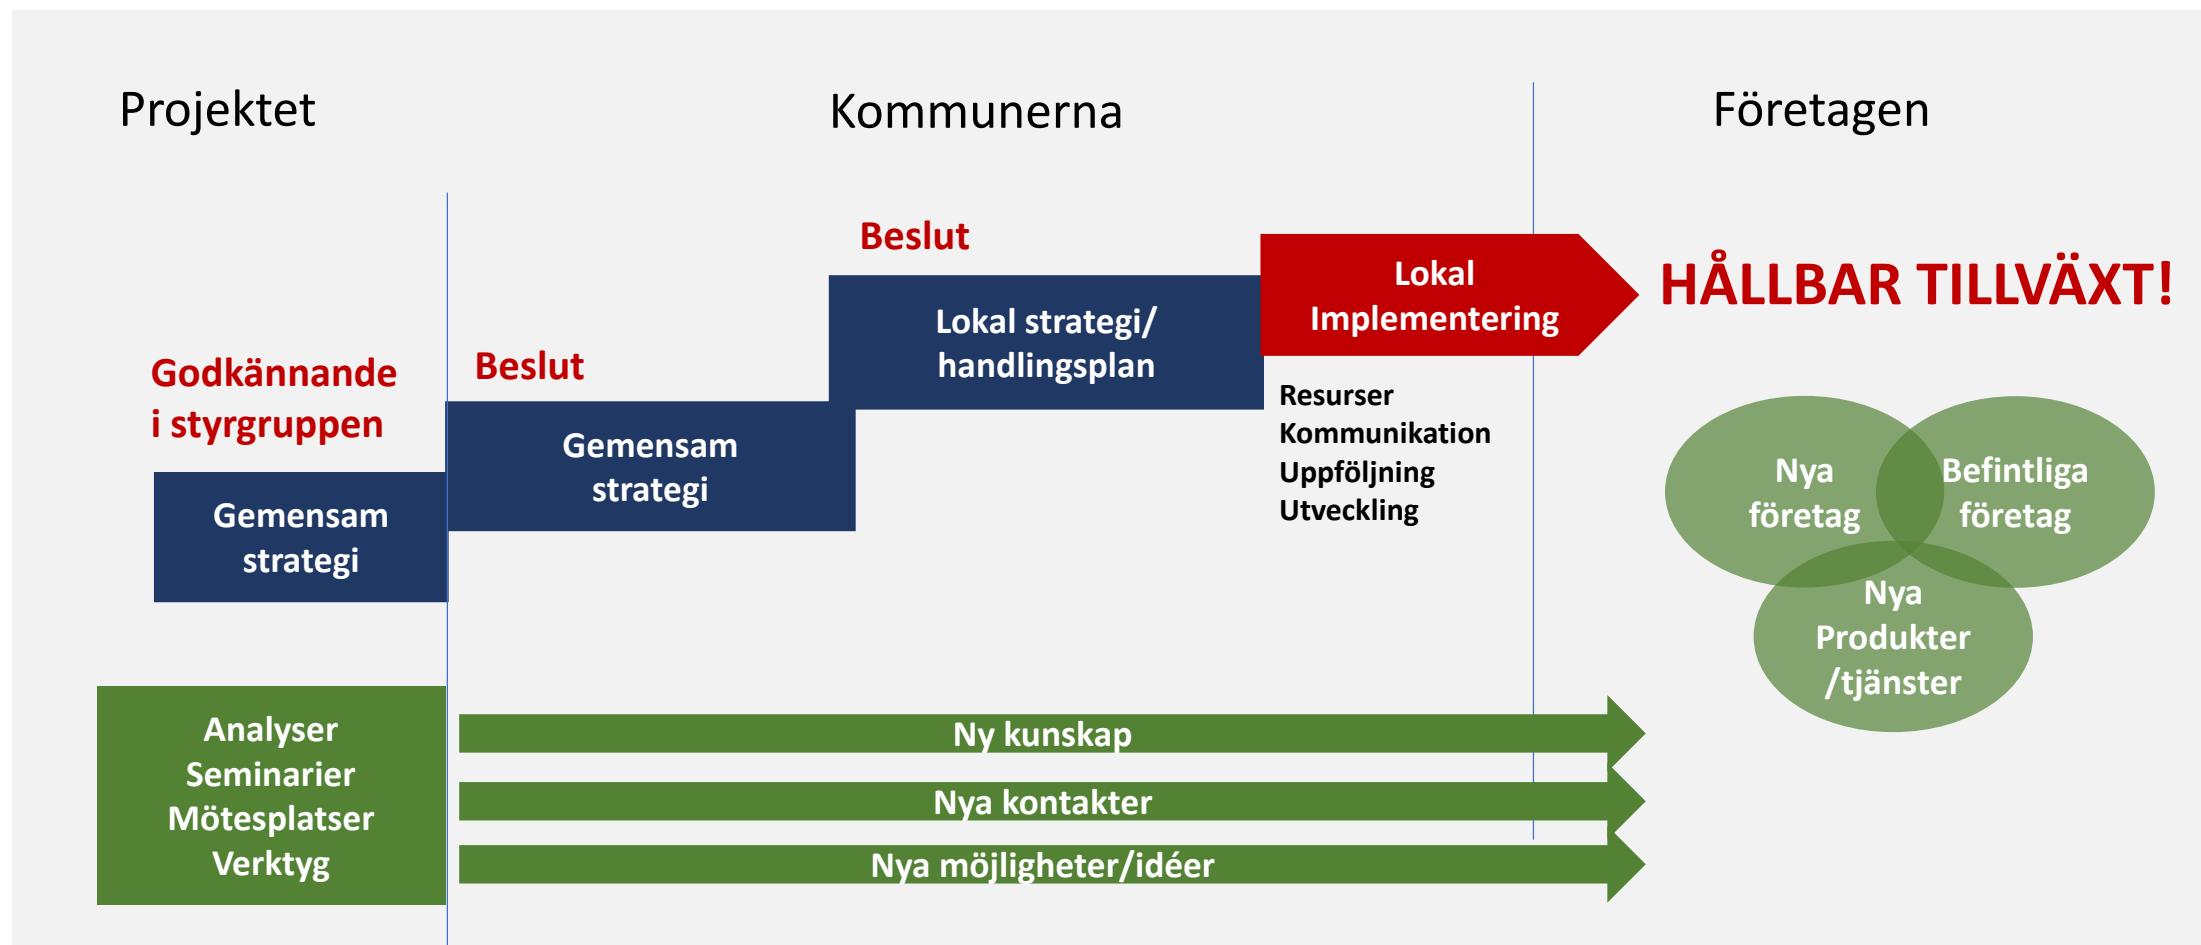 Projektet
Kommunerna
Företagen
Godkännande
i styrgruppen
Gemensam
strategi
Beslut
Gemensam
strategi
Beslut
Lokal strategi/
handlingsplan
Lokal
Implementering
Resurser
Kommunikation
Uppföljning
Utveckling
HÅLLBAR TILLVÄXT!
Nya
företag
Befintliga
företag
Nya
Produkter
/tjänster
Analyser
Seminarier
Mötesplatser
Verktyg
Ny kunskap
Nya kontakter
Nya möjligheter/idéer